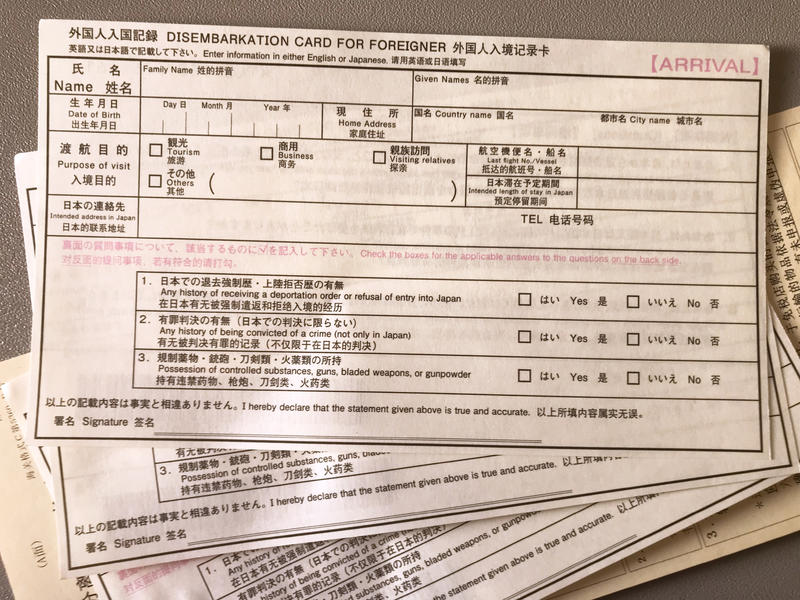 外国人入国記録 DISEMBARKATION CARD FOR FOREIGNER 外国人入境记录卡
英語又は日本語で記載して下さい。Enter information in either English or Japanese. 请用英语或日语填写
【ARRIVAL】
氏 名
Name 姓名
Family Name 姓的拼音
Given Names 名的拼音
生年月日
Date of Birth
出生年月日
Day 日 Month 月 Year 年
現住所
Home Address
家庭住址
国名 Country name 国名
都市名 City name 城市名
渡航目的
Purpose of visit
入境目的
観光
Tourism
旅游
商用
Business
商务
親族訪問
Visiting relatives
探亲
その他
Others
其他
( )
航空機便名・船名
Last flight No./Vessel
抵达的航班号・船名
日本滞在予定期間
Intended length of stay in Japan
预定停留期间
日本の連絡先
Intended address in Japan
日本的联系地址
TEL 电话号码
裏面の質問事項について、該当するものに✓を記入して下さい。Check the boxes for the applicable answers to the questions on the back side.
对反面的提问事项，若有符合的请打勾。
1. 日本での退去強制歴・上陸拒否歴の有無
Any history of receiving a deportation order or refusal of entry into Japan
在日本有无被强制遣返和拒绝入境的经历
はい Yes 是 いいえ No 否
2. 有罪判決の有無（日本での判決に限らない）
Any history of being convicted of a crime (not only in Japan)
有无被判决有罪的记录（不仅限于在日本的判决）
はい Yes 是 いいえ No 否
3. 規制薬物・銃砲・刀剣類・火薬類の所持
Possession of controlled substances, guns, bladed weapons, or gunpowder
持有违禁药物、枪炮、刀剑类、火药类
はい Yes 是 いいえ No 否
以上の記載内容は事実と相違ありません。I hereby declare that the statement given above is true and accurate. 以上所填内容属实无误。
署名 Signature 签名
3. 規制薬物・銃砲・刀剣類・火
Possession of controlled substances, guns, blad
持有违禁药物、枪炮、刀剑类、火药类
以上の記載内容は事実と相違ありません。I hereby declare that the statement given above is true and accurate. 以上所填内
署名 Signature 签名
1. 日本での退去強
Any history of rec
在日本有无被强制遣返
有罪判決の有無（日本での
history of being convicted of a crime (no
判决有罪的记录（不仅限于在日本的判决）
薬物・銃砲・刀剣類・火薬類の所持
substances, guns, bladed weapons, or gunpowd
the statement given above is true and accurate.